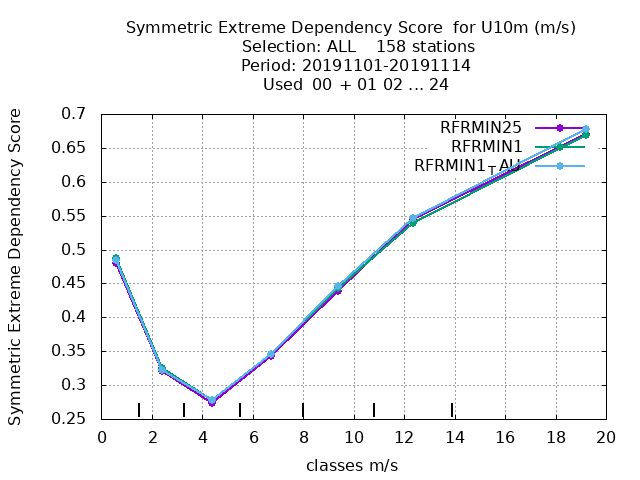 Symmetric Extreme Dependency Score for U10m (m/s)
Selection: ALL 158 stations
Period: 20191101-20191114
Used 00 + 01 02 ... 24
Symmetric Extreme Dependency Score
0.7
0.65
0.6
0.55
0.5
0.45
0.4
0.35
0.3
0.25
RFRMIN25
RFRMIN1
RFRMIN1+AU
0 2 4 6 8 10 12 14 16 18 20
classes m/s